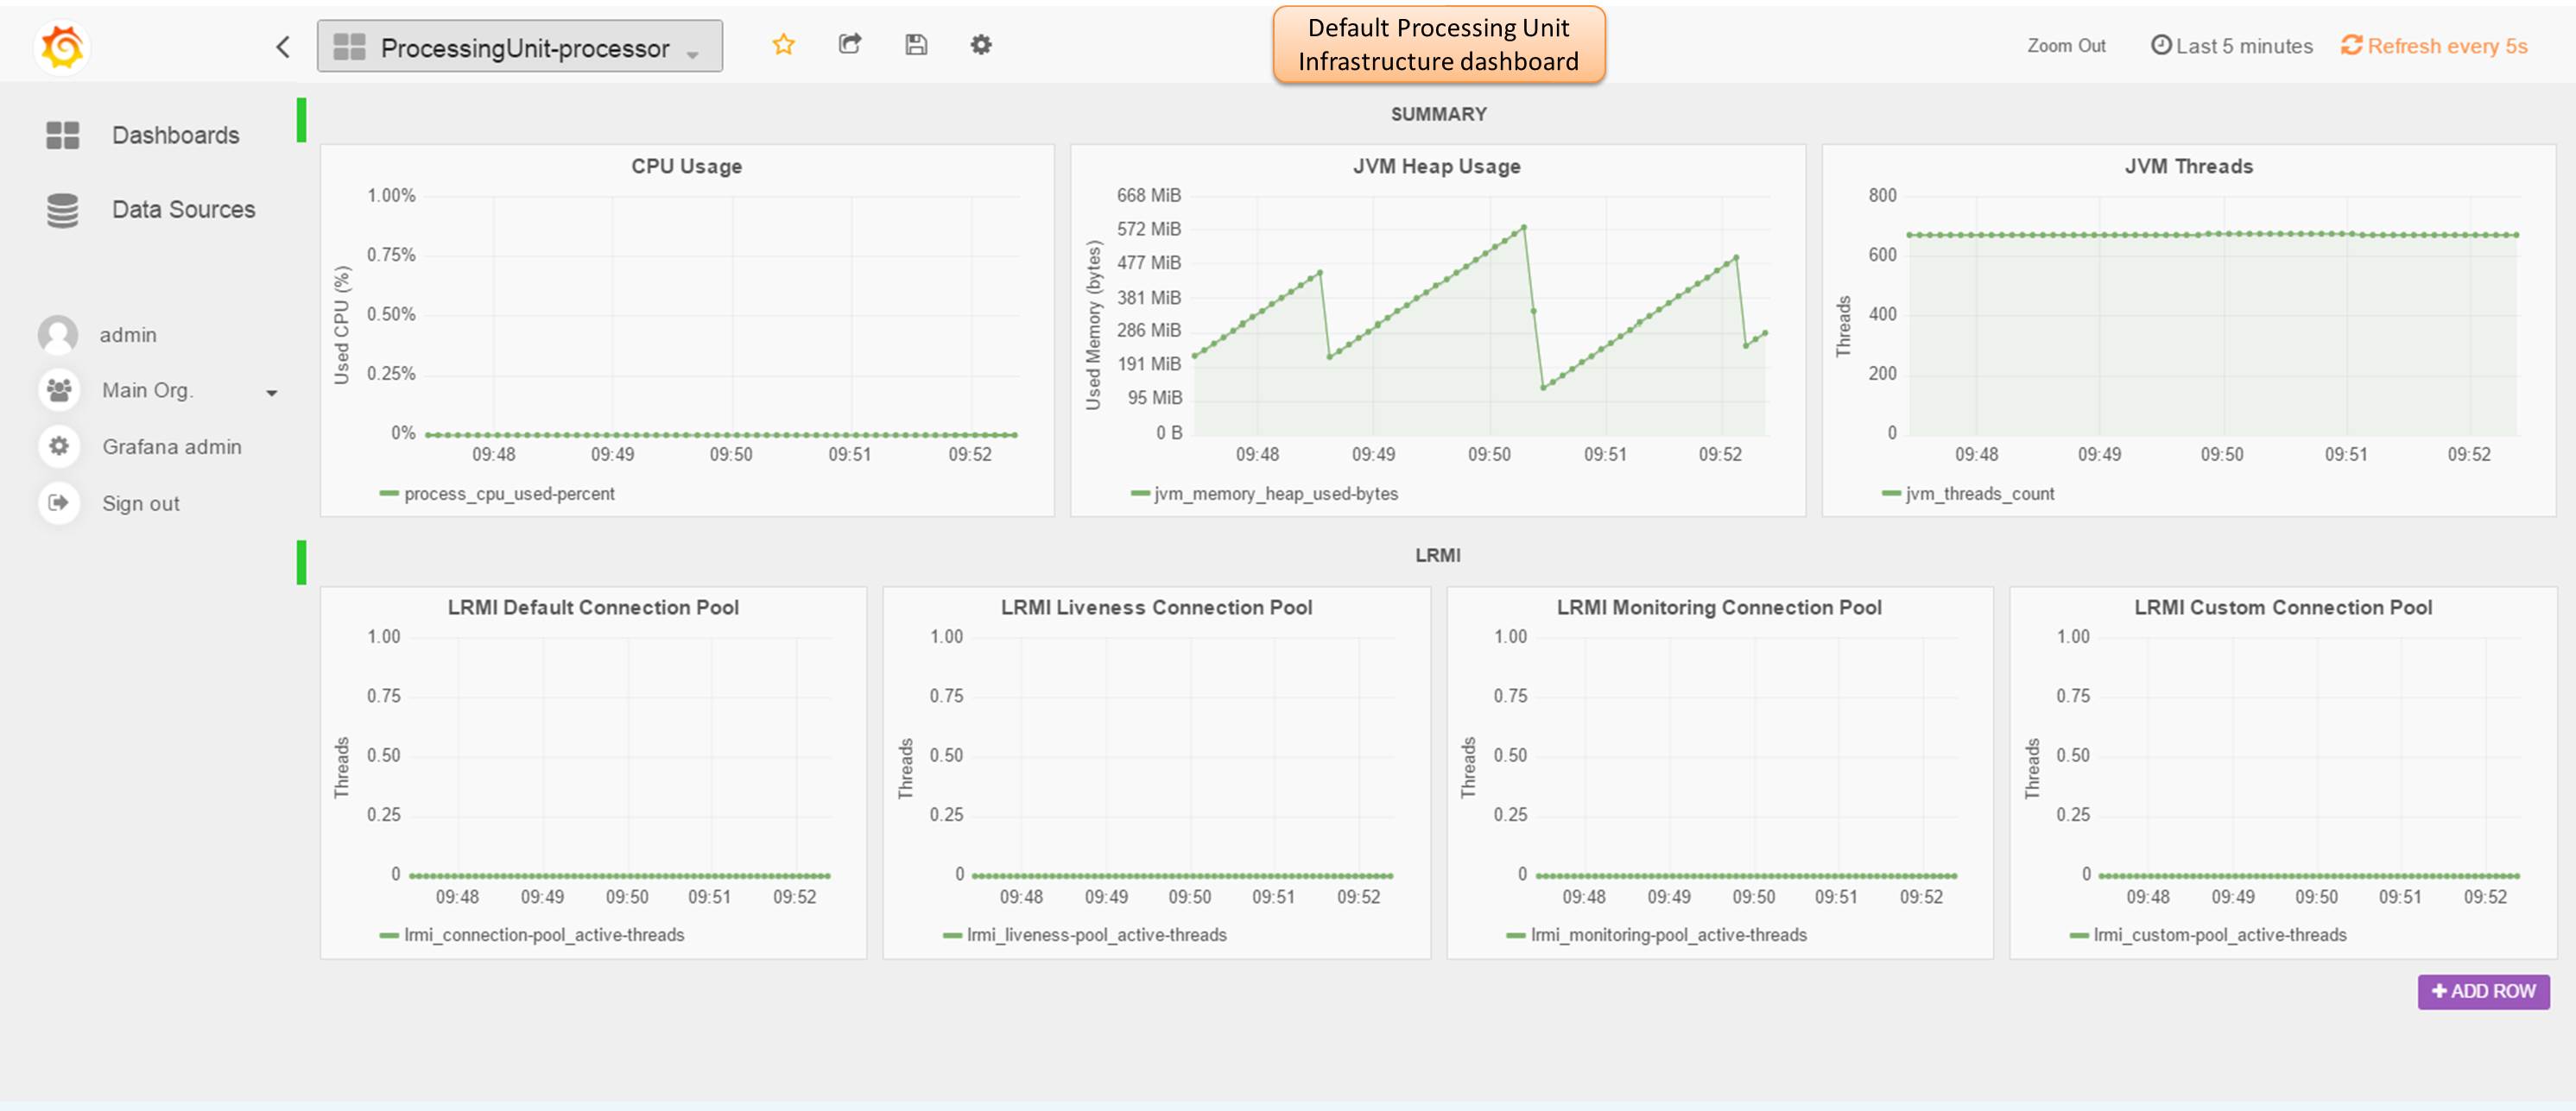 ProcessingUnit-processor
Default Processing Unit
Infrastructure dashboard
Zoom Out
Last 5 minutes
Refresh every 5s
Dashboards
Data Sources
admin
Main Org.
Grafana admin
Sign out
SUMMARY
CPU Usage
Used CPU (%)
1.00%
0.75%
0.50%
0.25%
0%
09:48 09:49 09:50 09:51 09:52
process_cpu_used-percent
JVM Heap Usage
Used Memory (bytes)
668 MiB
572 MiB
477 MiB
381 MiB
286 MiB
191 MiB
95 MiB
0 B
09:48 09:49 09:50 09:51 09:52
jvm_memory_heap_used-bytes
JVM Threads
Threads
800
600
400
200
0
09:48 09:49 09:50 09:51 09:52
jvm_threads_count
LRMI
LRMI Default Connection Pool
Threads
1.00
0.75
0.50
0.25
0
09:48 09:49 09:50 09:51 09:52
lrmi_connection-pool_active-threads
LRMI Liveness Connection Pool
Threads
1.00
0.75
0.50
0.25
0
09:48 09:49 09:50 09:51 09:52
lrmi_liveness-pool_active-threads
LRMI Monitoring Connection Pool
Threads
1.00
0.75
0.50
0.25
0
09:48 09:49 09:50 09:51 09:52
lrmi_monitoring-pool_active-threads
LRMI Custom Connection Pool
Threads
1.00
0.75
0.50
0.25
0
09:48 09:49 09:50 09:51 09:52
lrmi_custom-pool_active-threads
+ ADD ROW